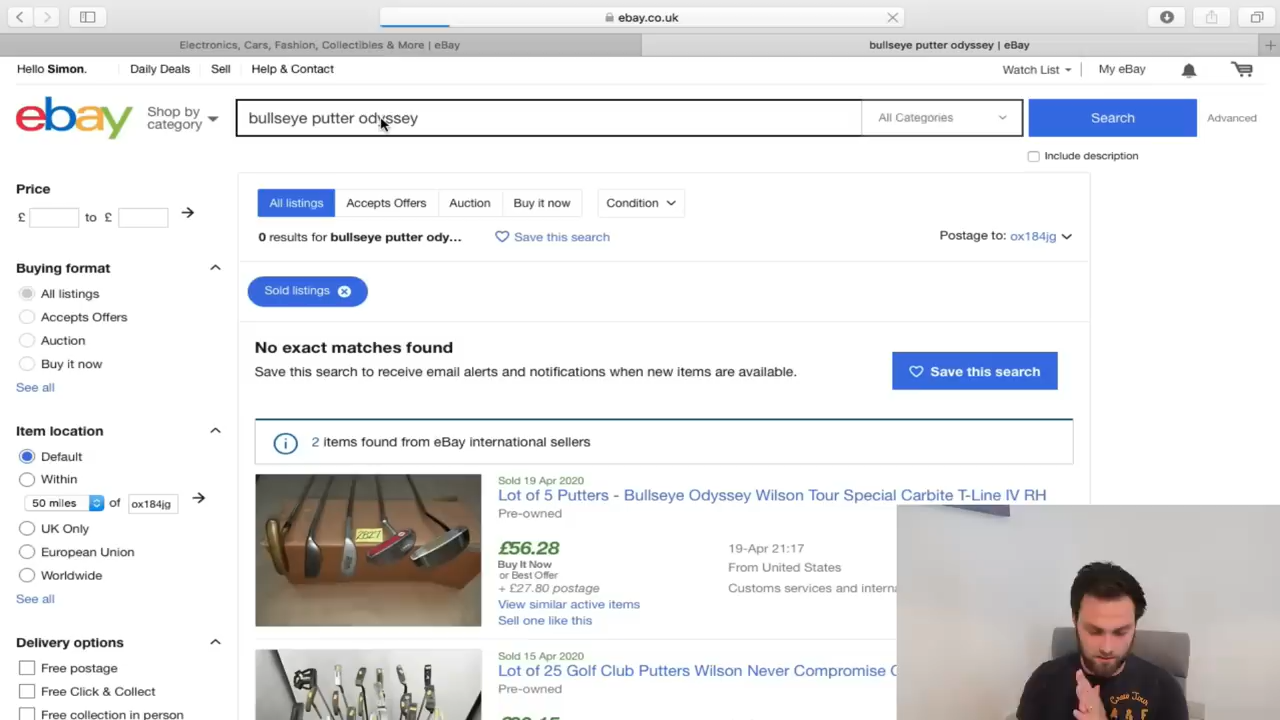 ebay.co.uk
Electronics, Cars, Fashion, Collectibles & More | eBay
bullseye putter odyssey | eBay
Hello Simon.
Daily Deals
Sell
Help & Contact
Watch List
My eBay
ebay
Shop by
category
bullseye putter odyssey
All Categories
Search
Advanced
Include description
Price
£ to £
All listings
Accepts Offers
Auction
Buy it now
Condition
0 results for bullseye putter ody...
Save this search
Postage to: ox184jg
Buying format
All listings
Accepts Offers
Auction
Buy it now
See all
Sold listings
No exact matches found
Save this search to receive email alerts and notifications when new items are available.
Save this search
2 items found from eBay international sellers
Item location
Default
Within
50 miles of ox184jg
UK Only
European Union
Worldwide
See all
Sold 19 Apr 2020
Lot of 5 Putters - Bullseye Odyssey Wilson Tour Special Carbite T-Line IV RH
Pre-owned
£56.28
Buy It Now
or Best Offer
+ £27.80 postage
View similar active items
Sell one like this
19-Apr 21:17
From United States
Customs services and
Delivery options
Free postage
Free Click & Collect
Free collection in person
Sold 15 Apr 2020
Lot of 25 Golf Club Putters Wilson Never Compromise
Pre-owned